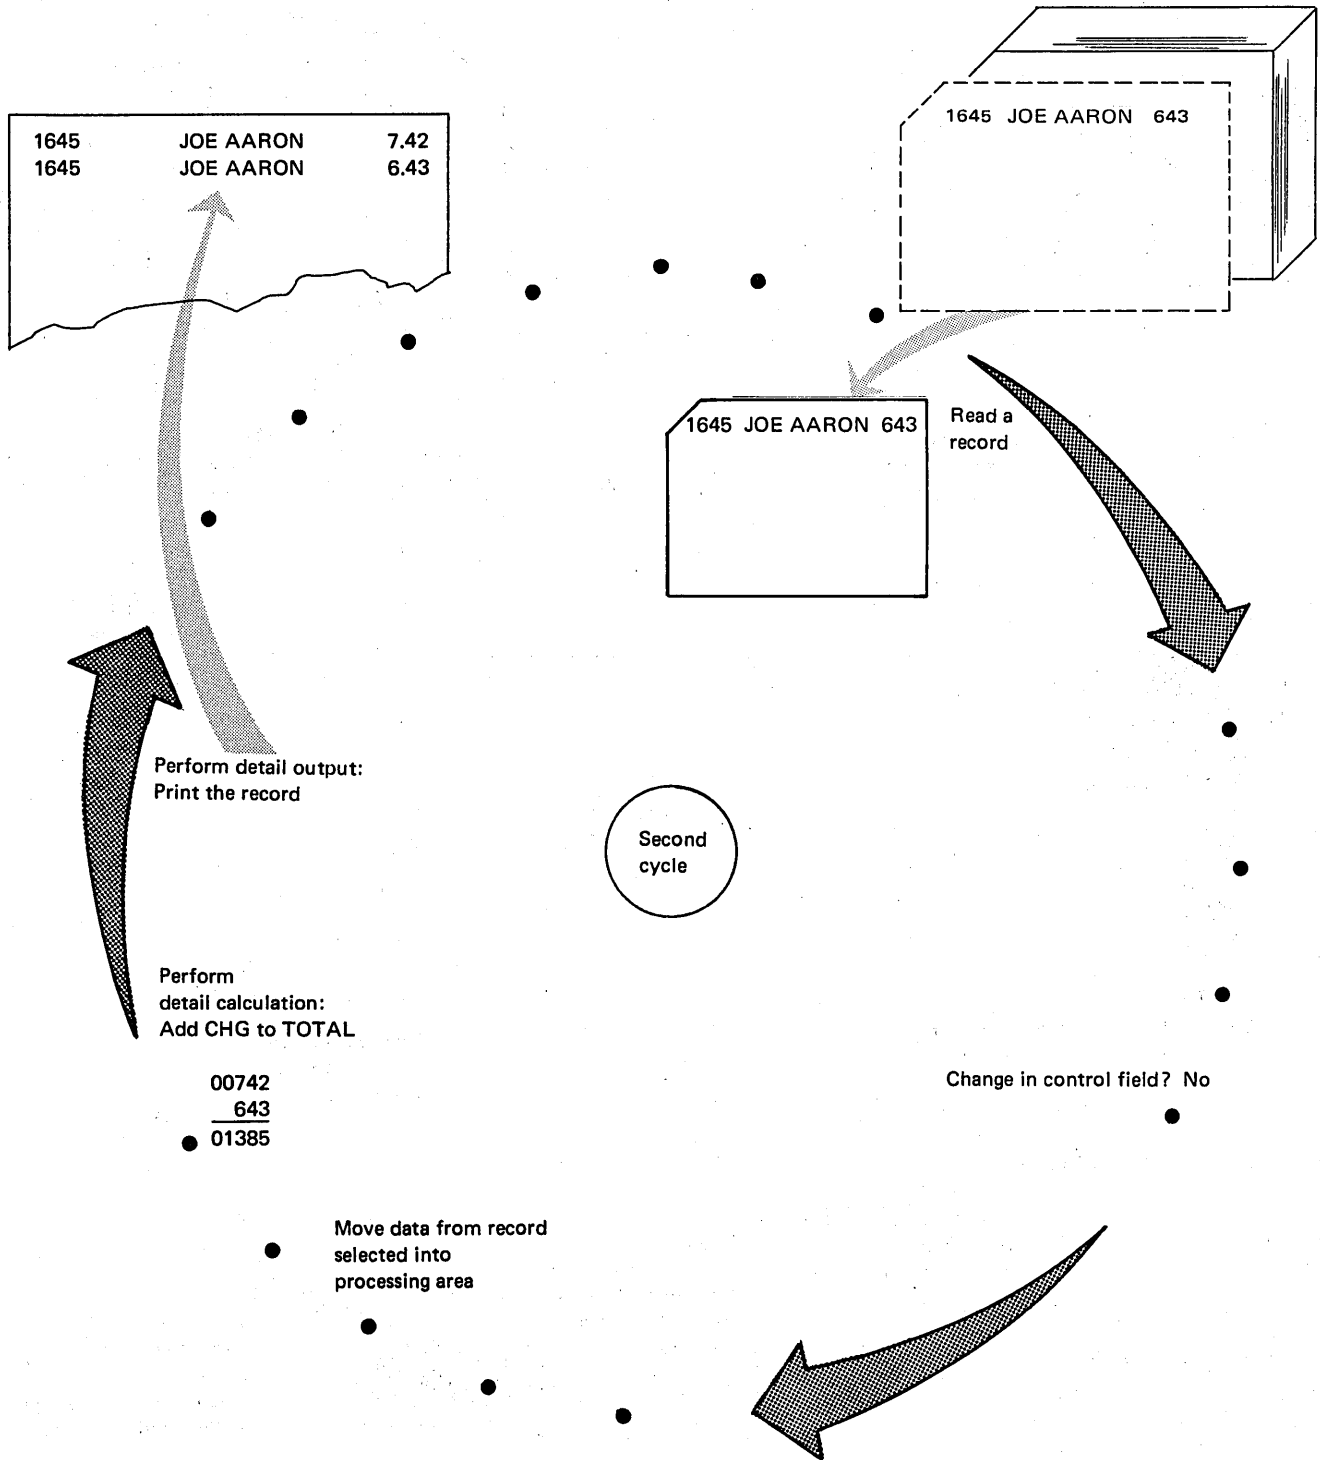 1645 JOE AARON 7.42
1645 JOE AARON 6.43
1645 JOE AARON 643
1645 JOE AARON 643
Read a
record
Perform detail output:
Print the record
Second
cycle
Perform
detail calculation:
Add CHG to TOTAL
00742
643
01385
Change in control field? No
Move data from record
selected into
processing area